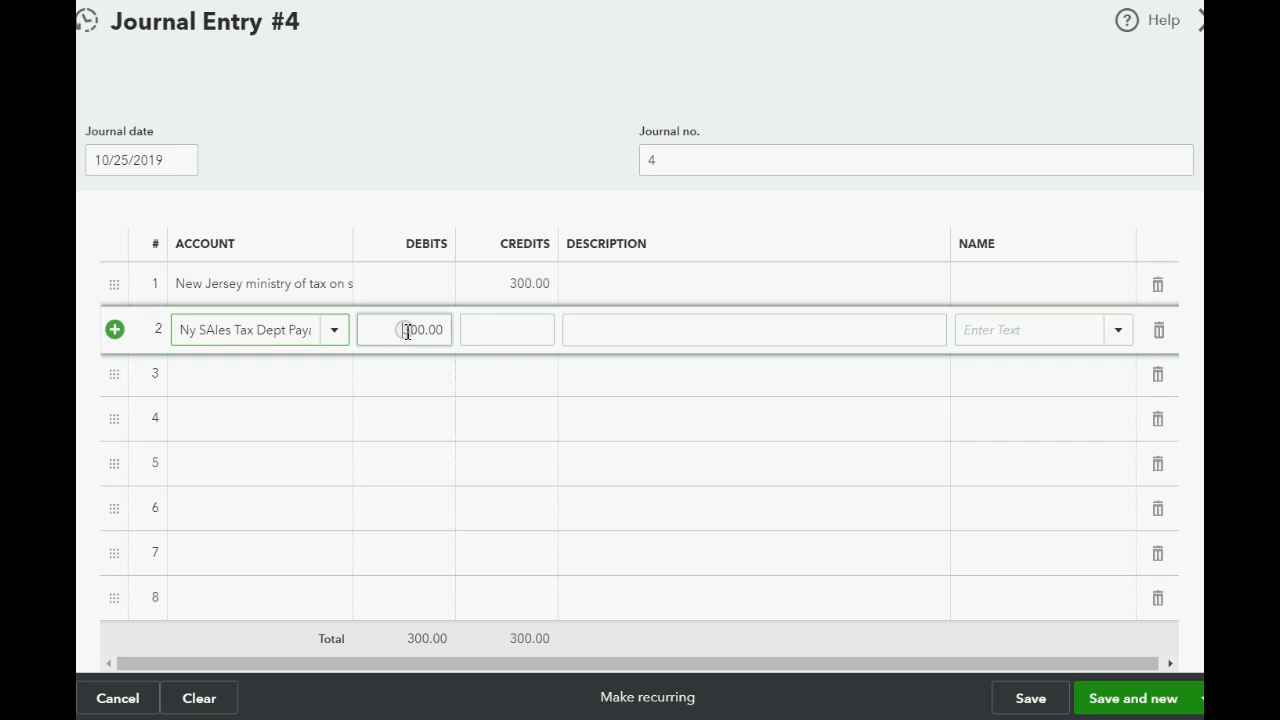 Journal Entry #4
Help
Journal date
Journal no.
10/25/2019
4
# ACCOUNT DEBITS CREDITS DESCRIPTION NAME
1 New Jersey ministry of tax on s 300.00
2 Ny SAles Tax Dept Paya 300.00 Enter Text
3
4
5
6
7
8
Total 300.00 300.00
Cancel Clear Make recurring Save Save and new